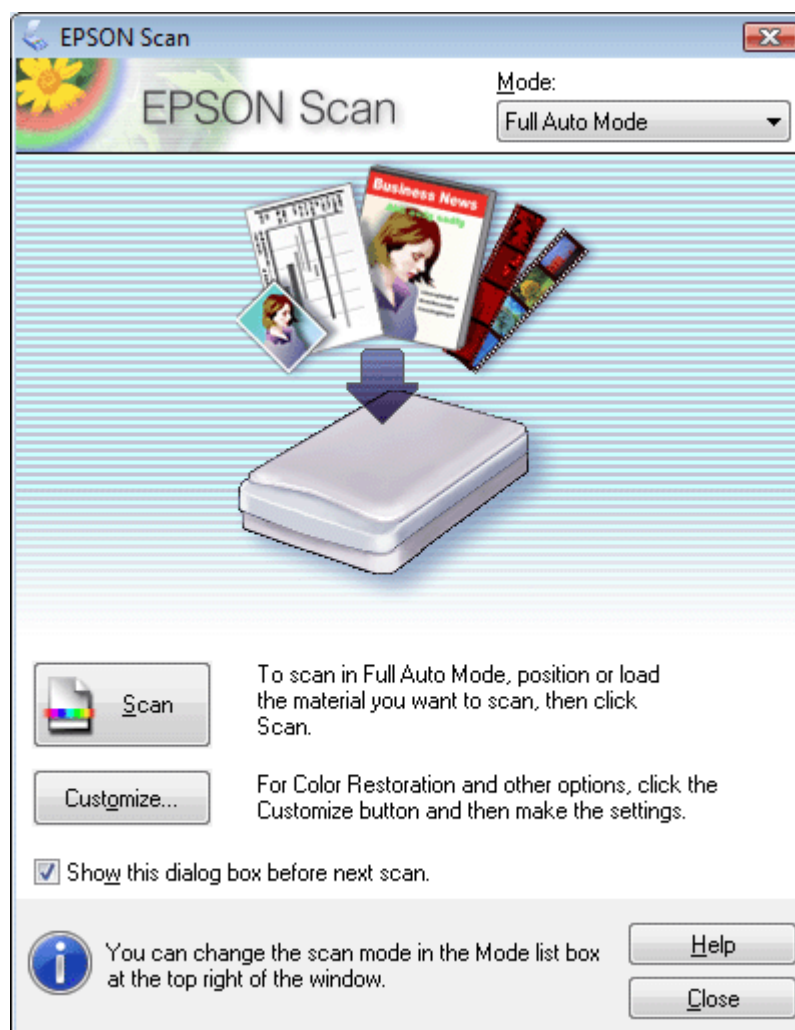 EPSON Scan
EPSON Scan
Mode:
Full Auto Mode
Business News
Scan
To scan in Full Auto Mode, position or load
the material you want to scan, then click
Scan.
Customize...
For Color Restoration and other options, click the
Customize button and then make the settings.
Show this dialog box before next scan.
You can change the scan mode in the Mode list box
at the top right of the window.
Help
Close